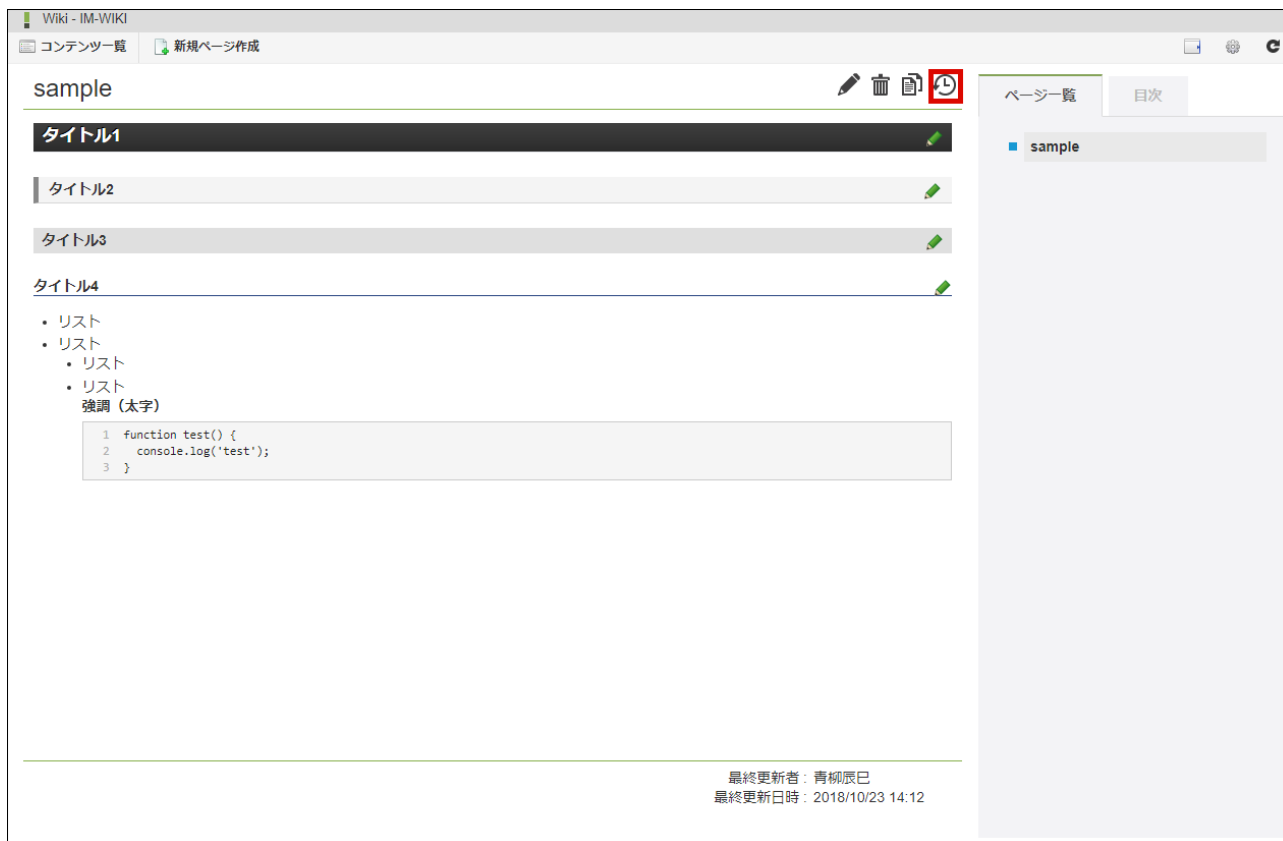 Wiki - IM-WIKI
コンテンツ一覧 新規ページ作成
sample
ページ一覧 目次
sample
タイトル1
タイトル2
タイトル3
タイトル4
• リスト
• リスト
• リスト
• リスト
強調（太字）
1 function test() {
2 console.log('test');
3 }
最終更新者 : 青柳辰巳
最終更新日時 : 2018/10/23 14:12